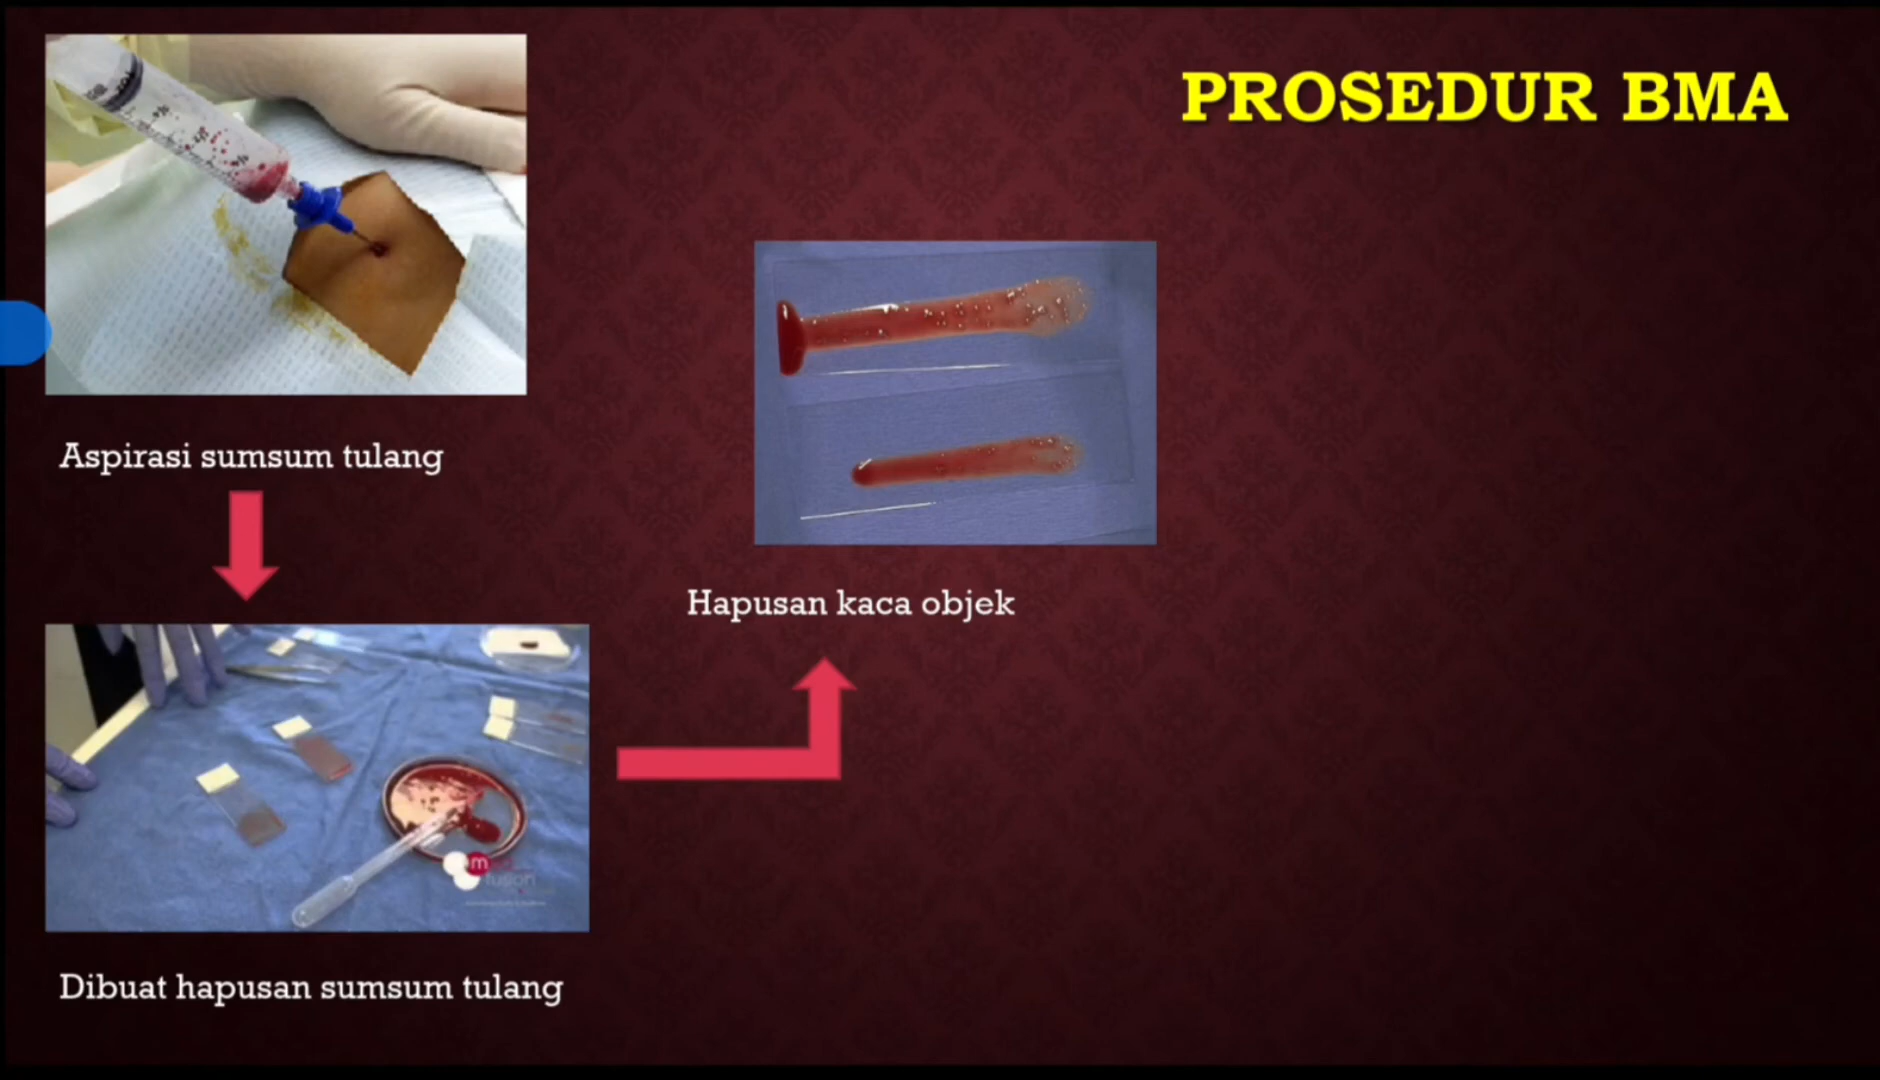 PROSEDUR BMA
Aspirasi sumsum tulang
Dibuat hapusan sumsum tulang
Hapusan kaca objek